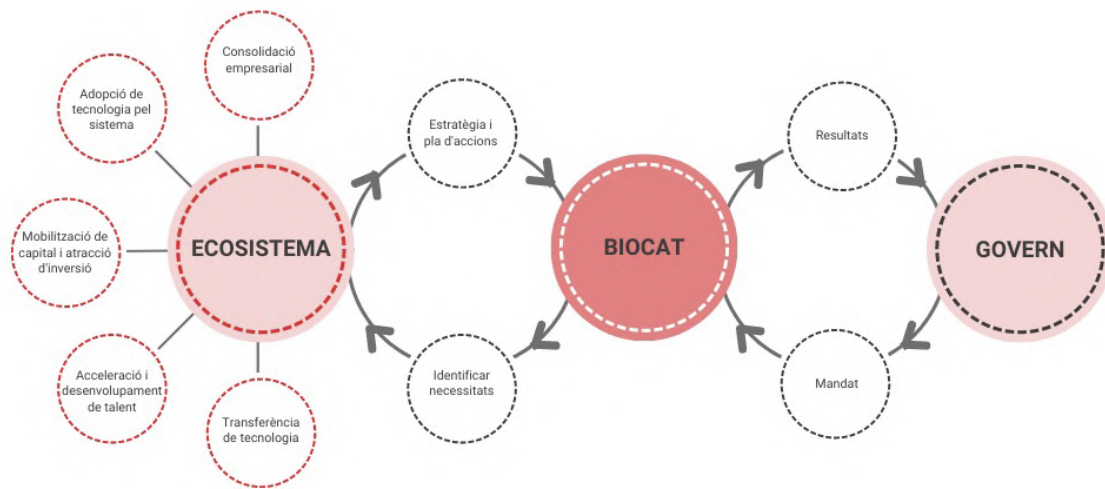 Consolidació
empresarial
Adopció de
tecnologia pel
sistema
Mobilització de
capital i atracció
d'inversió
Acceleració i
desenvolupament
de talent
Transferència
de tecnologia
ECOSISTEMA
Estratègia i
pla d'accions
Identificar
necessitats
BIOCAT
Resultats
Mandat
GOVERN